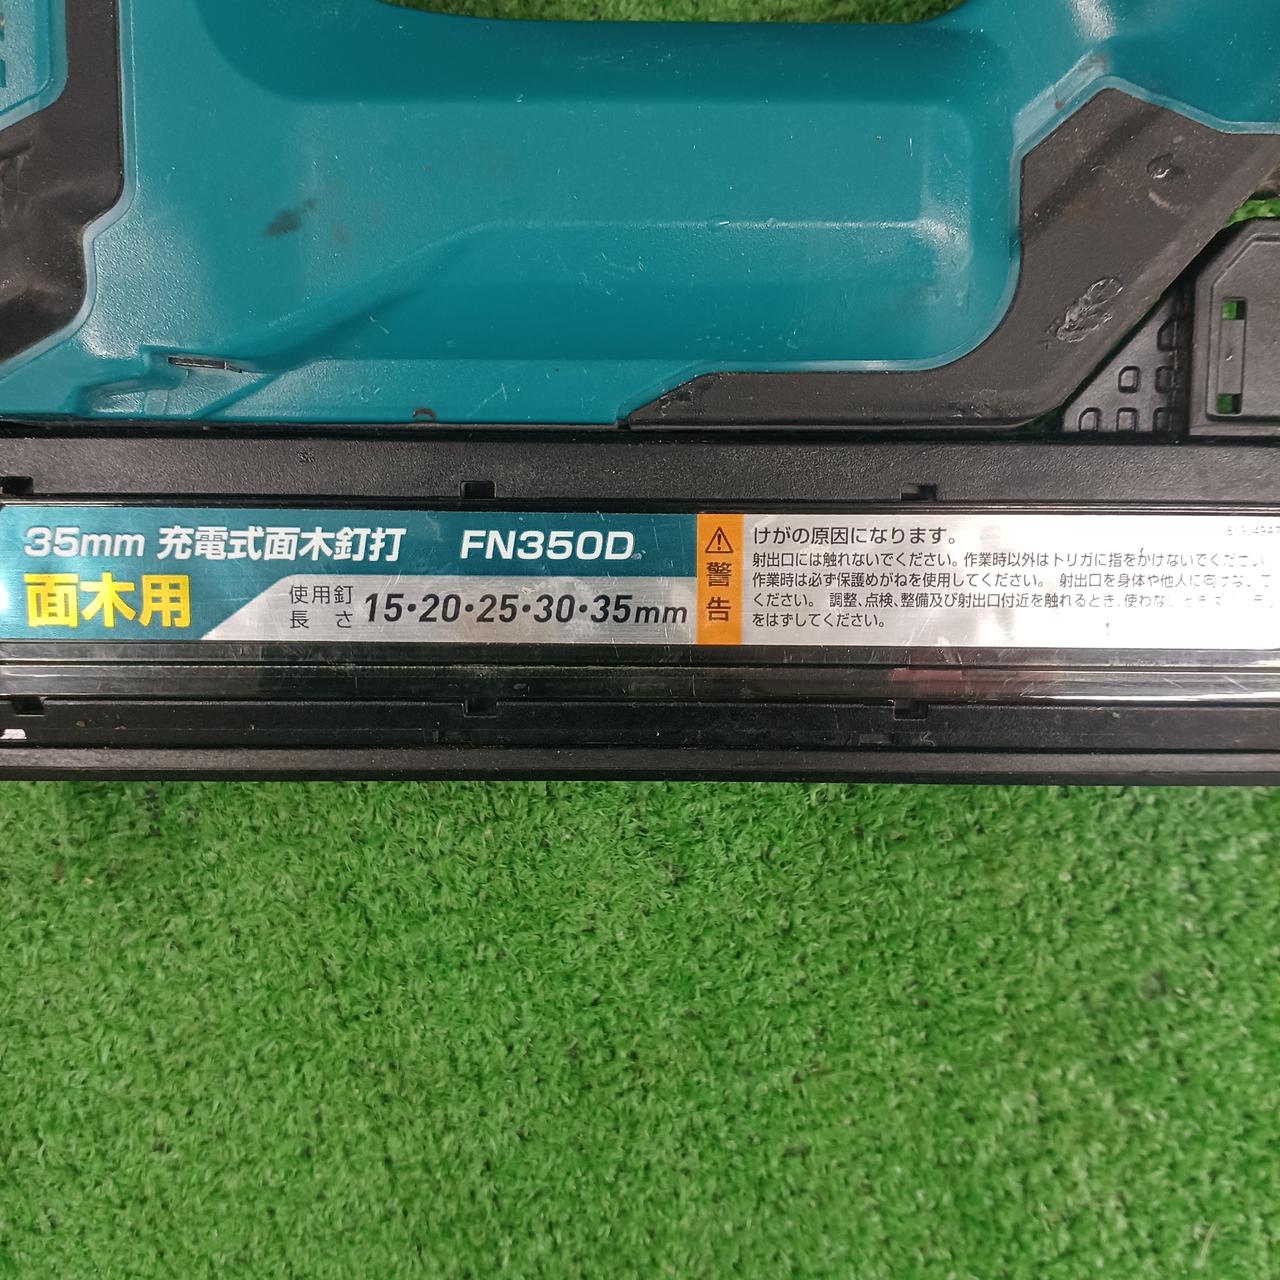 35mm 充電式面木釘打 FN350D
面木用
使用釘
長さ 15・20・25・30・35mm
警告
けがの原因になります。
射出口には触れないでください。作業時以外はトリガに指をかけないでください
作業時は必ず保護めがねを使用してください。 射出口を身体や他人に向けないで
ください。 調整、点検、整備及び射出口付近を触れるとき、使わないとき
をはずしてください。